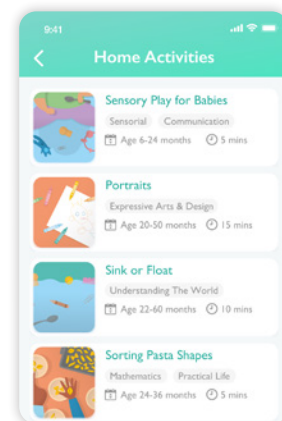 9:41
Home Activities
Sensory Play for Babies
Sensorial Communication
Age 6-24 months 5 mins
Portraits
Expressive Arts & Design
Age 20-50 months 15 mins
Sink or Float
Understanding The World
Age 22-60 months 10 mins
Sorting Pasta Shapes
Mathematics Practical Life
Age 24-36 months 5 mins